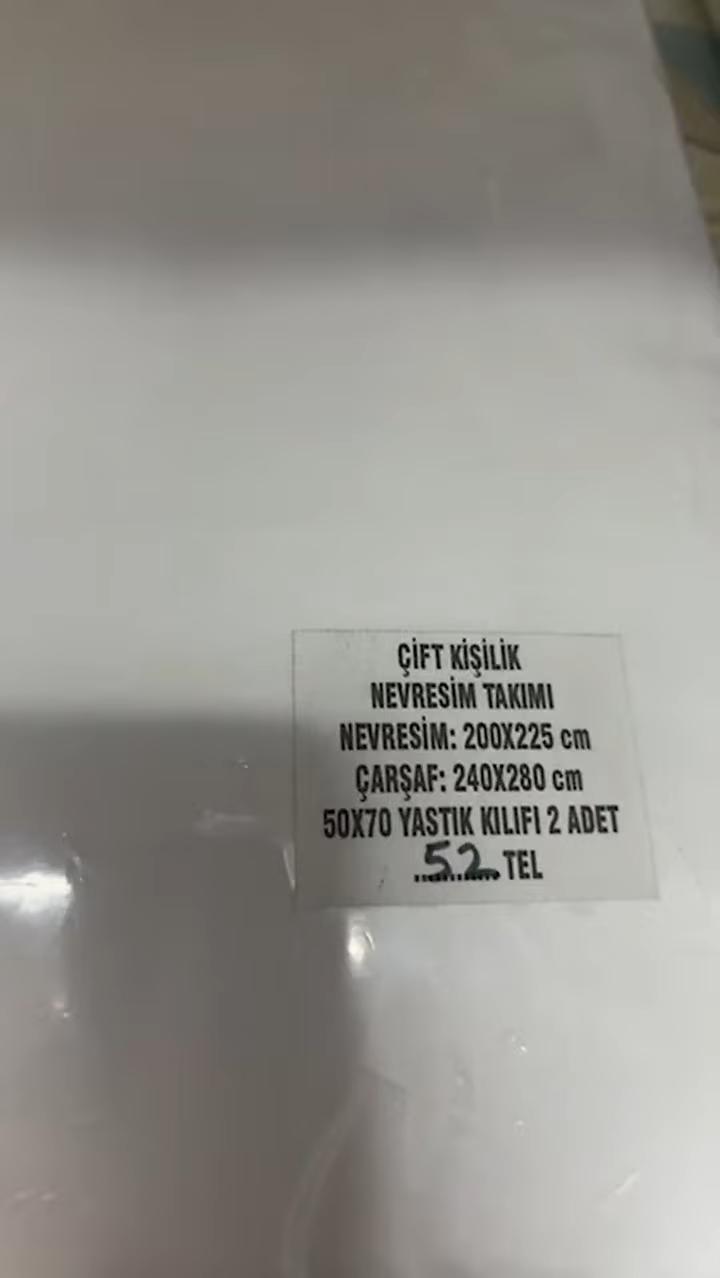 ÇİFT KİŞİLİK
NEVRESİM TAKIMI
NEVRESİM: 200X225 cm
ÇARŞAF: 240X280 cm
50X70 YASTIK KILIFI 2 ADET
52 TEL